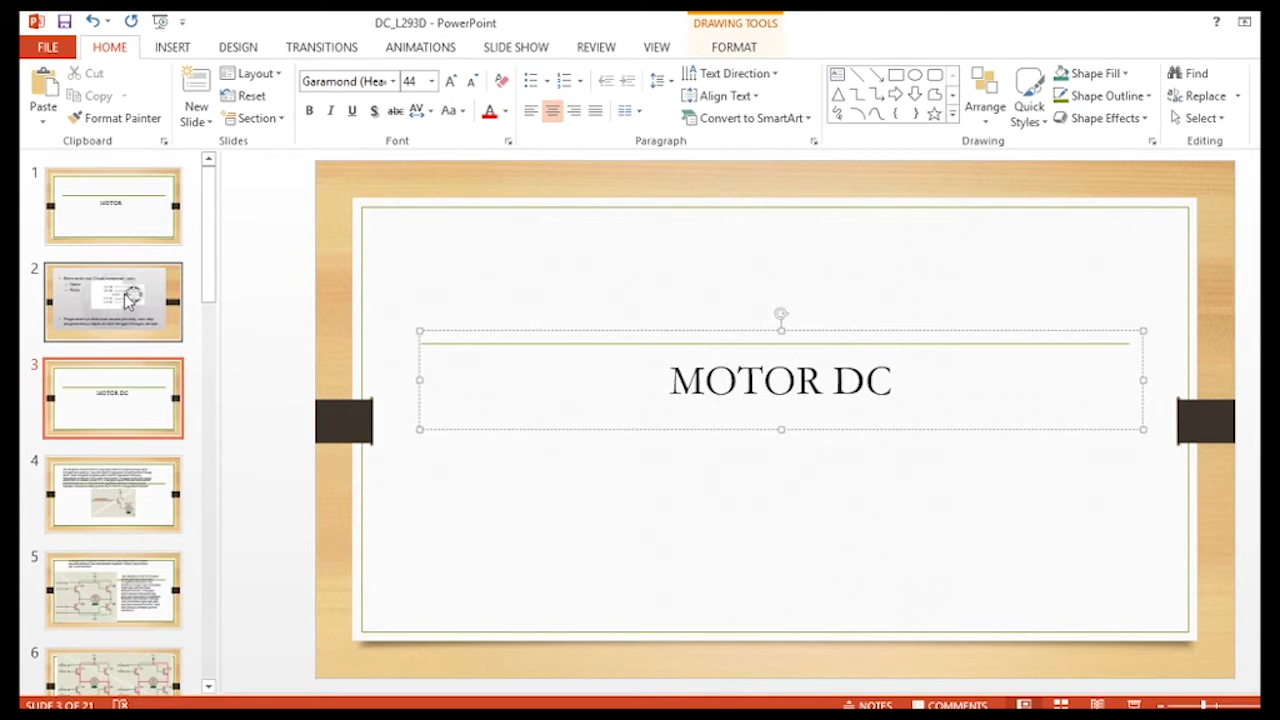 DC_L293D - PowerPoint
DRAWING TOOLS
?
FILE
HOME
INSERT
DESIGN
TRANSITIONS
ANIMATIONS
SLIDE SHOW
REVIEW
VIEW
FORMAT
Paste
Cut
Copy
Format Painter
Clipboard
New
Slide
Layout
Reset
Section
Slides
Garamond (Hea
44
B I U S abc AV Aa A
Font
Text Direction
Align Text
Convert to SmartArt
Paragraph
Arrange
Quick
Styles
Shape Fill
Shape Outline
Shape Effects
Drawing
Find
Replace
Select
Editing
1
MOTOR
2
3
MOTOR DC
4
5
6
MOTOR DC
SLIDE 3 OF 21
NOTES
COMMENTS